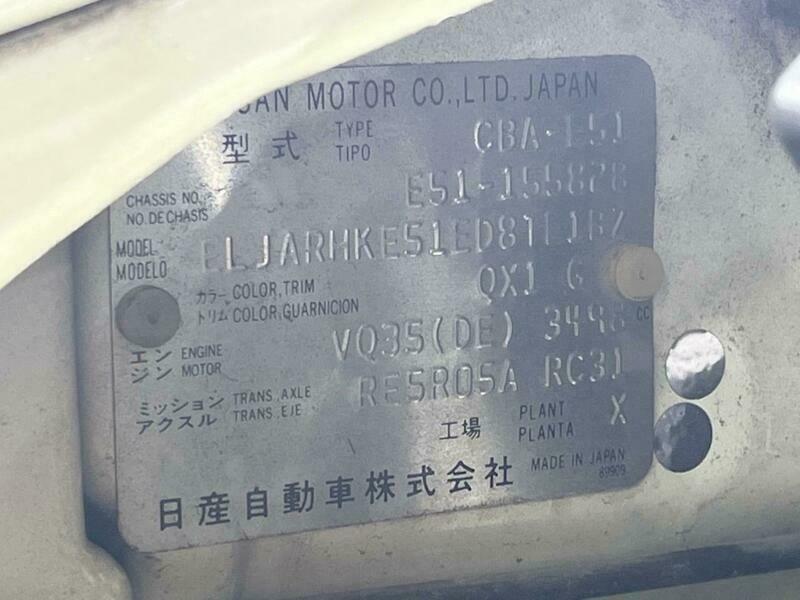 SAN MOTOR CO.,LTD. JAPAN
型式 TYPE TIPO CBA-E51
CHASSIS NO. NO. DE CHASIS E51-155878
MODEL MODELO ELJARHKE51
カラー COLOR,TRIM
トリム COLOR,GUARNICION QX1 G
エンジン ENGINE MOTOR VQ35(DE) 3498 CC
ミッション TRANS.,AXLE
アクスル TRANS.,EJE RE5R05A RC31
工場 PLANT PLANTA X
日産自動車株式会社 MADE IN JAPAN
89909